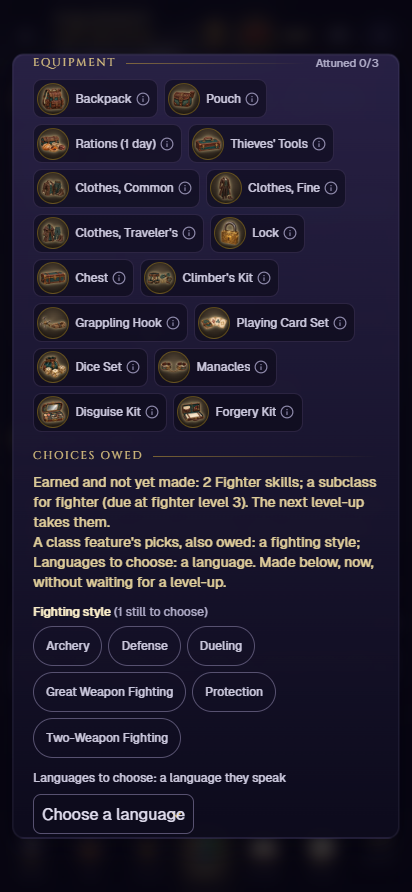 EQUIPMENT Attuned 0/3
Backpack Pouch
Rations (1 day) Thieves' Tools
Clothes, Common Clothes, Fine
Clothes, Traveler's Lock
Chest Climber's Kit
Grappling Hook Playing Card Set
Dice Set Manacles
Disguise Kit Forgery Kit
CHOICES OWED
Earned and not yet made: 2 Fighter skills; a subclass
for fighter (due at fighter level 3). The next level-up
takes them.
A class feature's picks, also owed: a fighting style;
Languages to choose: a language. Made below, now,
without waiting for a level-up.
Fighting style (1 still to choose)
Archery Defense Dueling
Great Weapon Fighting Protection
Two-Weapon Fighting
Languages to choose: a language they speak
Choose a language